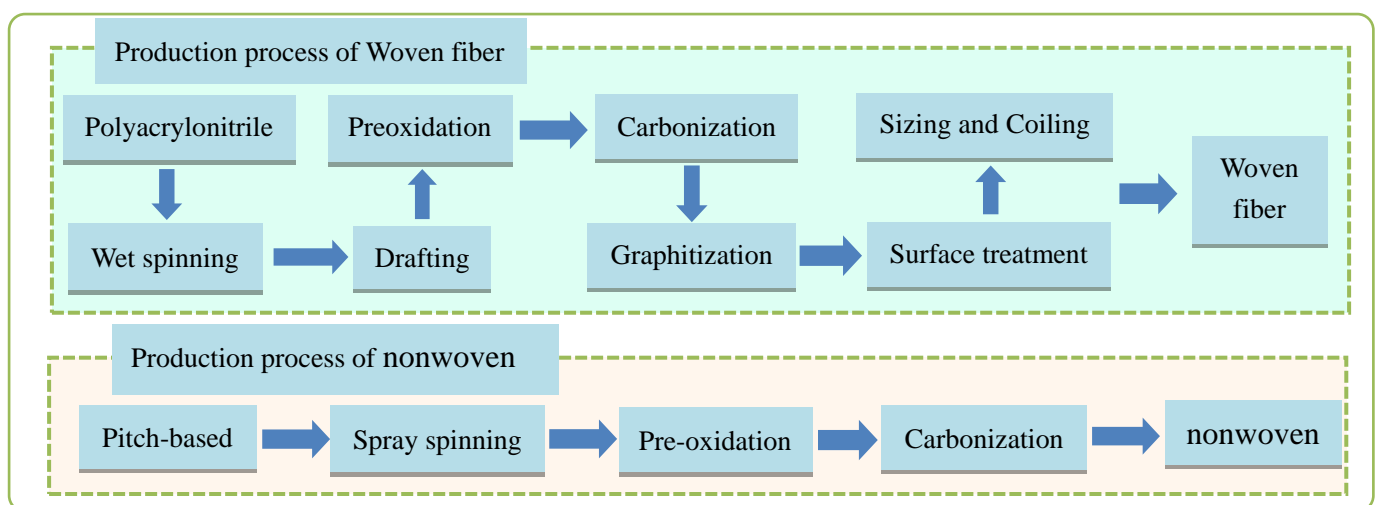 Production process of Woven fiber
Polyacrylonitrile
Preoxidation
Carbonization
Sizing and Coiling
Woven
fiber
Wet spinning
Drafting
Graphitization
Surface treatment
Production process of nonwoven
Pitch-based
Spray spinning
Pre-oxidation
Carbonization
nonwoven